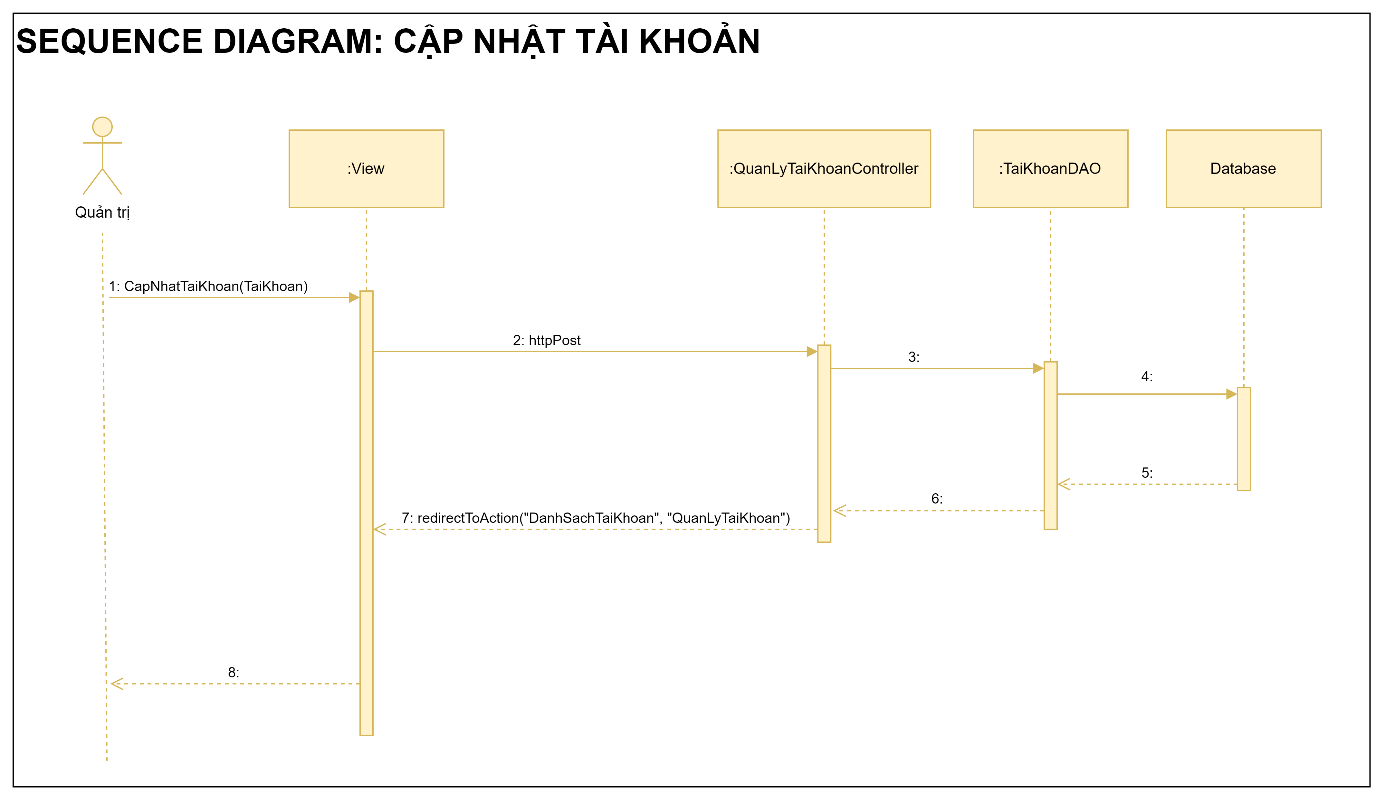 SEQUENCE DIAGRAM: CẬP NHẬT TÀI KHOẢN
:View
:QuanLyTaiKhoanController
:TaiKhoanDAO
Database
Quản trị
1: CapNhatTaiKhoan(TaiKhoan)
2: httpPost
3:
4:
5:
6:
7: redirectToAction("DanhSachTaiKhoan", "QuanLyTaiKhoan")
8: